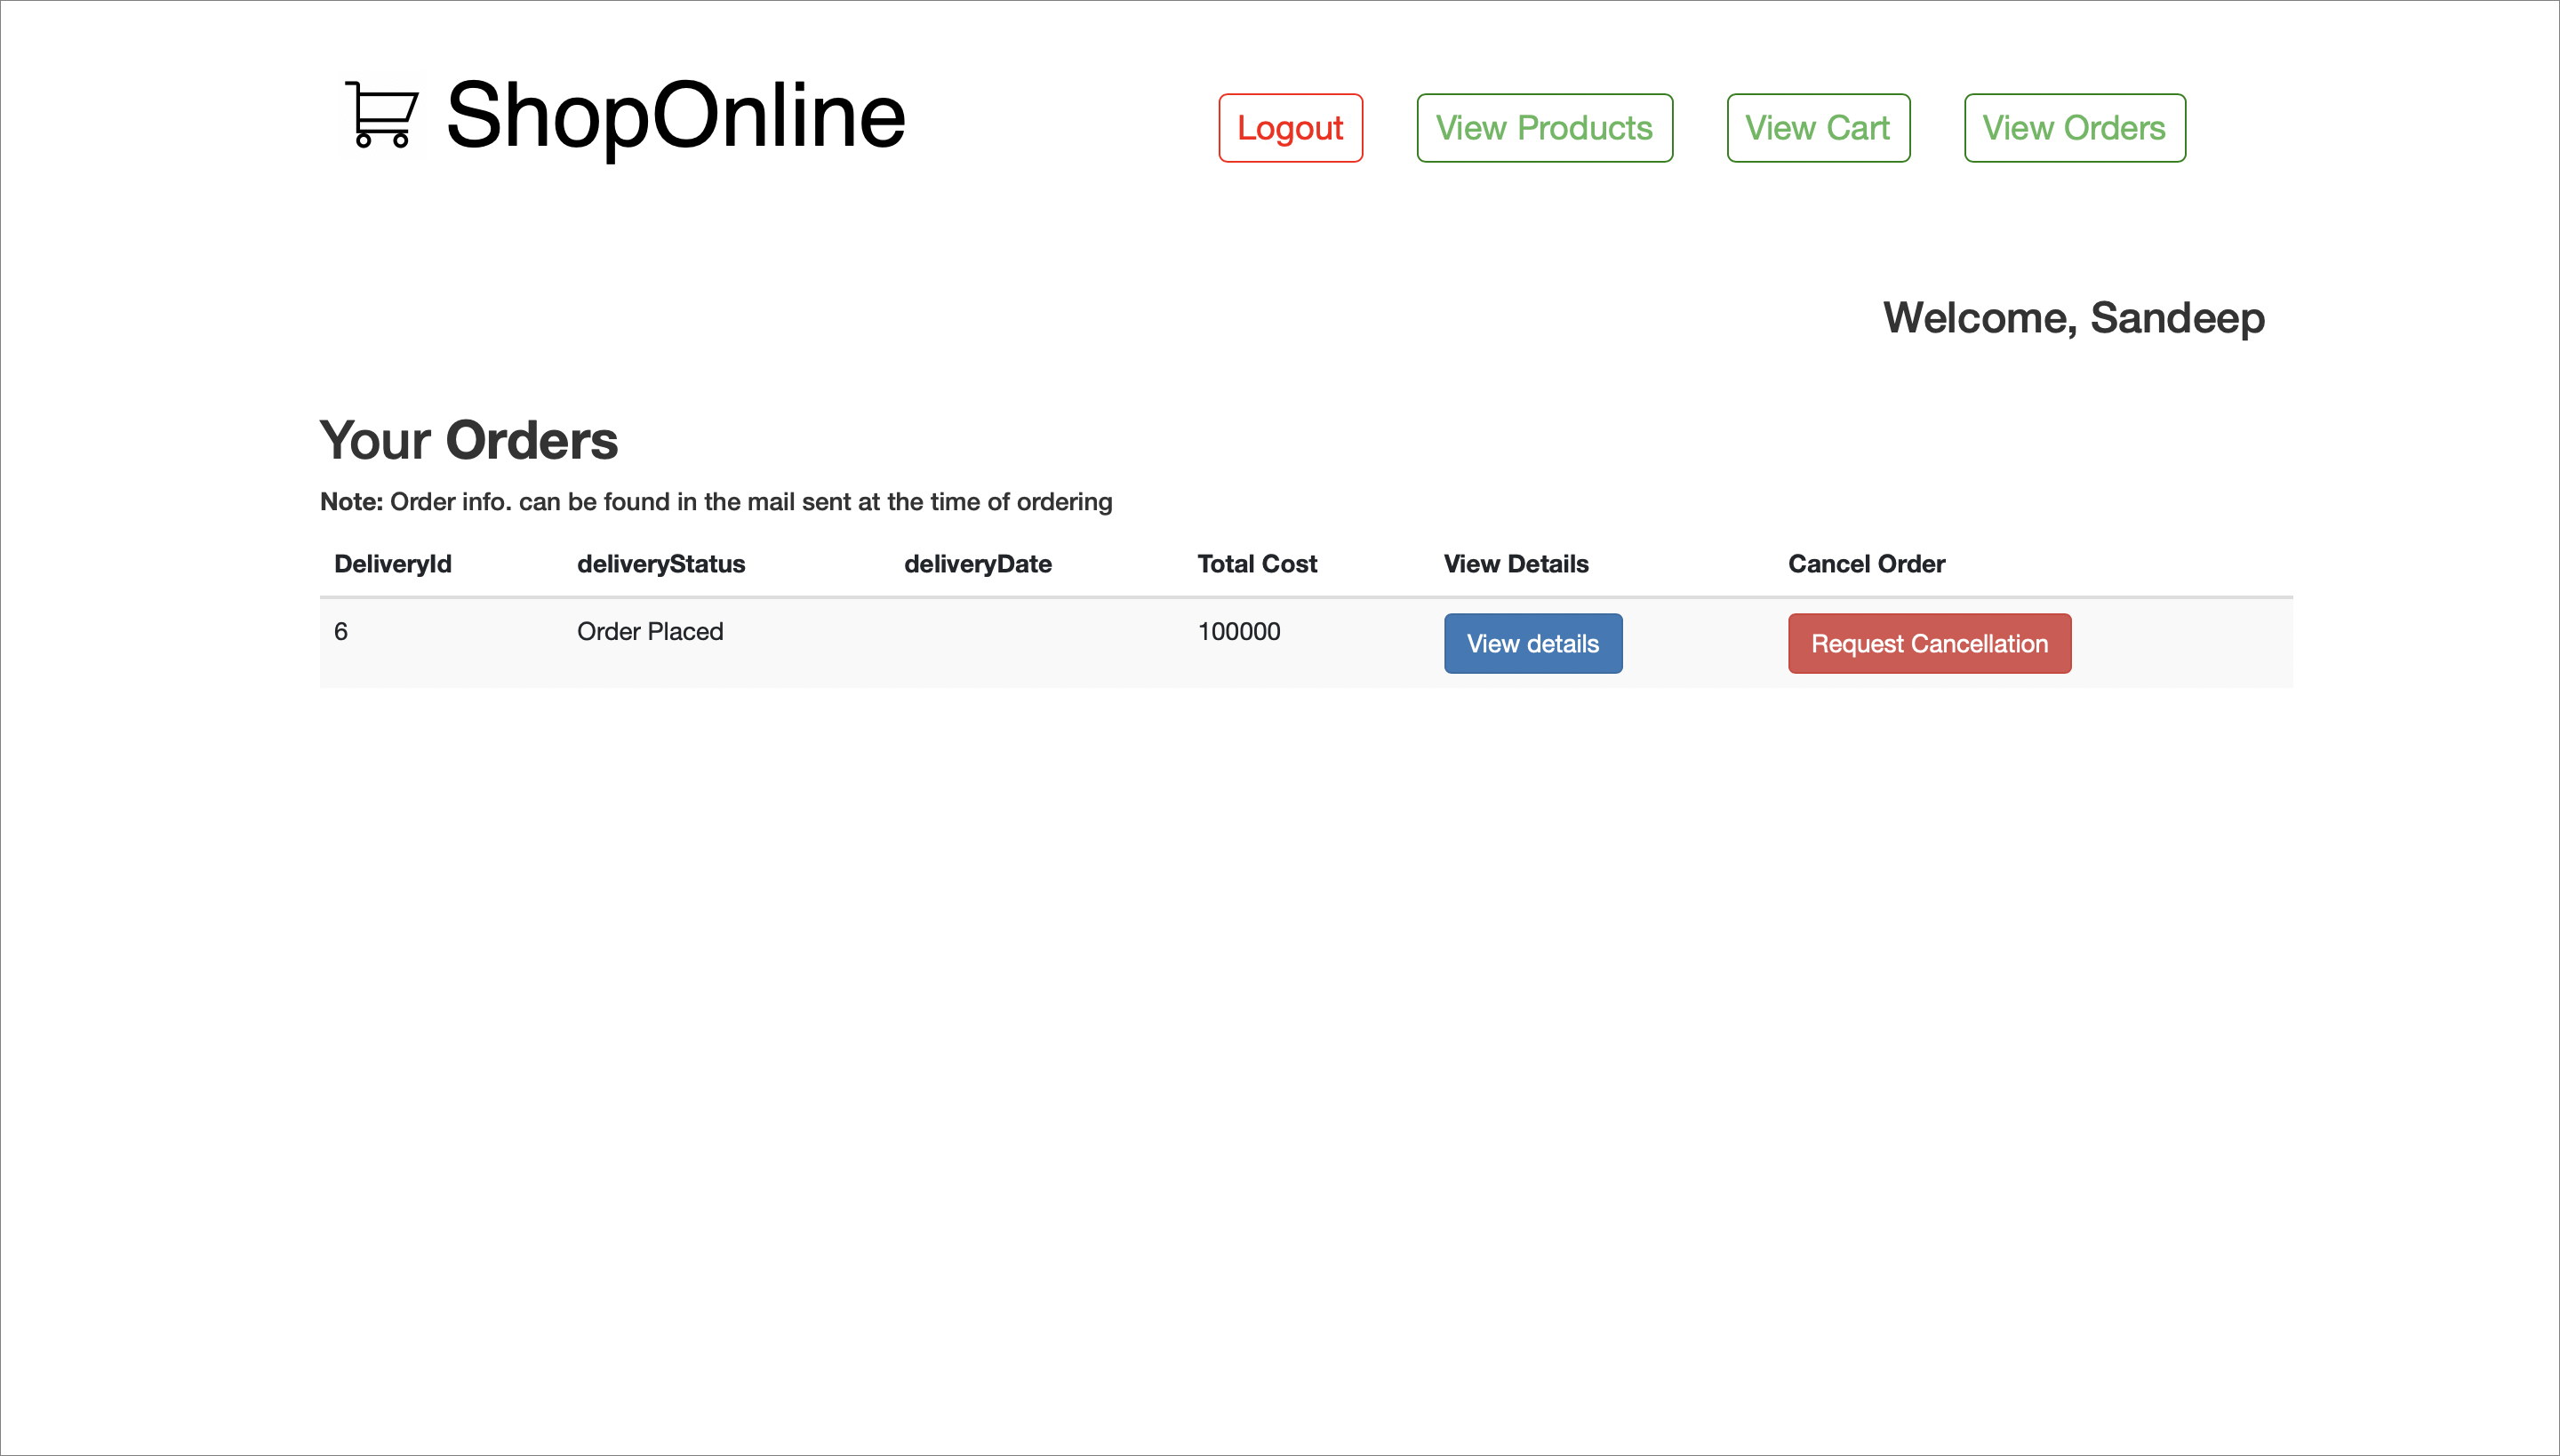 ShopOnline
Logout View Products View Cart View Orders
Welcome, Sandeep
Your Orders
Note: Order info. can be found in the mail sent at the time of ordering
DeliveryId deliveryStatus deliveryDate Total Cost View Details Cancel Order
6 Order Placed 100000 View details Request Cancellation